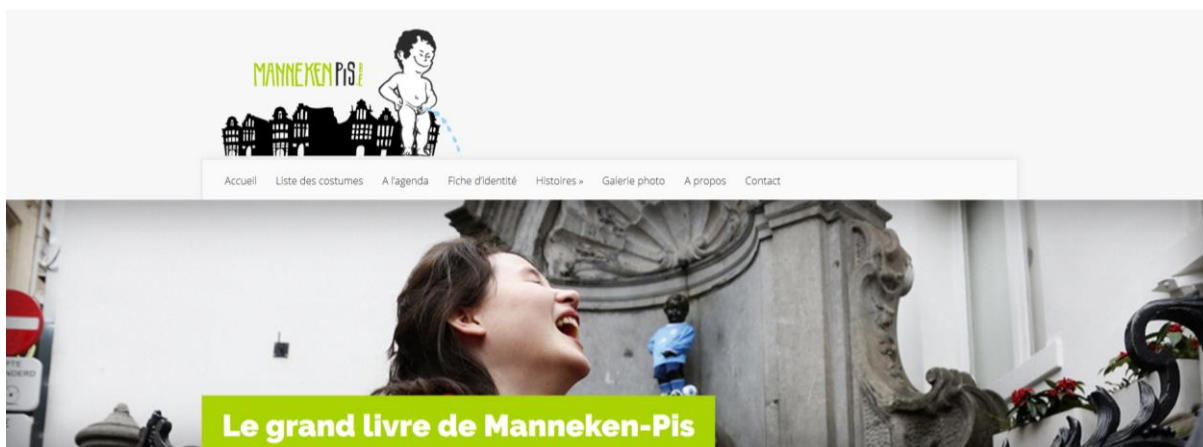 MANNEKEN PiS
Accueil Liste des costumes A l'agenda Fiche d'identité Histoires » Galerie photo A propos Contact
Le grand livre de Manneken-Pis